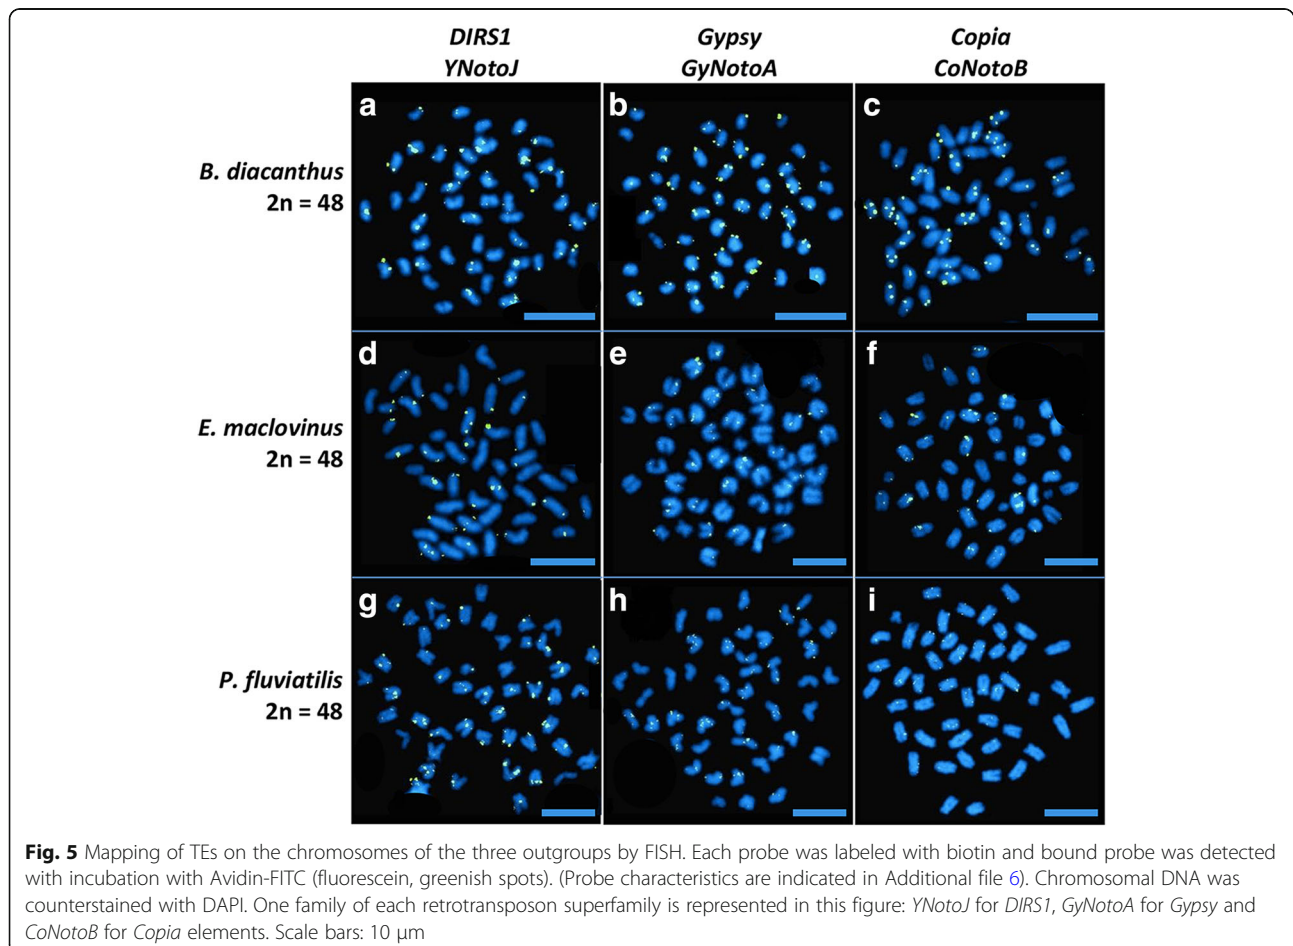 DIRS1 Gypsy Copia
YNotoJ GyNotoA CoNotoB
a b c
B. diacanthus
2n = 48
d e f
E. maclovinus
2n = 48
g h i
P. fluviatilis
2n = 48
Fig. 5 Mapping of TEs on the chromosomes of the three outgroups by FISH. Each probe was labeled with biotin and bound probe was detected
with incubation with Avidin-FITC (fluorescein, greenish spots). (Probe characteristics are indicated in Additional file 6). Chromosomal DNA was
counterstained with DAPI. One family of each retrotransposon superfamily is represented in this figure: YNotoJ for DIRS1, GyNotoA for Gypsy and
CoNotoB for Copia elements. Scale bars: 10 μm